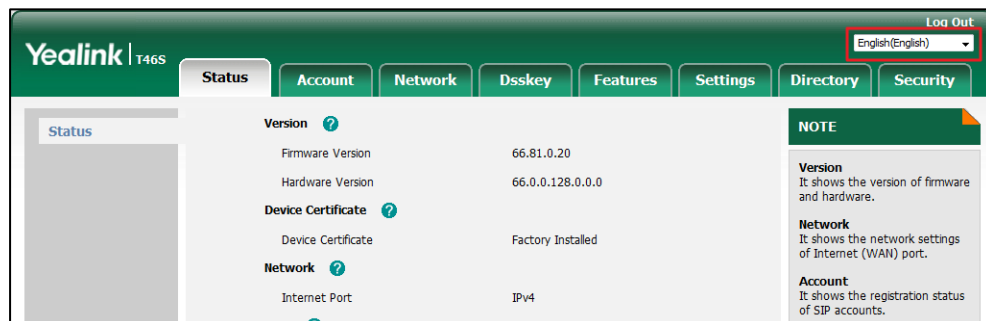 Log Out
English(English)
Yealink | T46S
Status Account Network Dsskey Features Settings Directory Security
Status
Version ?
Firmware Version 66.81.0.20
Hardware Version 66.0.0.128.0.0.0
Device Certificate ?
Device Certificate Factory Installed
Network ?
Internet Port IPv4
NOTE
Version
It shows the version of firmware
and hardware.
Network
It shows the network settings
of Internet (WAN) port.
Account
It shows the registration status
of SIP accounts.